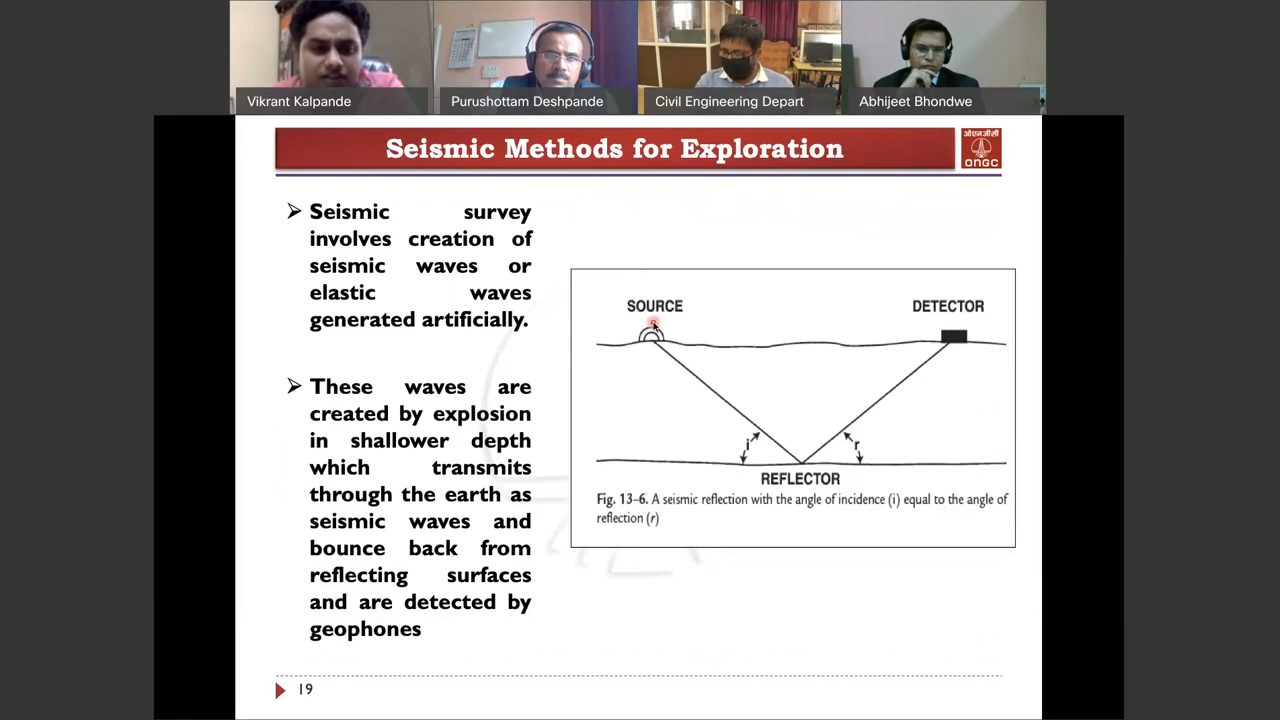 Vikrant Kalpande
Purushottam Deshpande
Civil Engineering Depart
Abhijeet Bhondwe
Seismic Methods for Exploration
ओएनजीसी
ONGC
➢ Seismic survey
involves creation of
seismic waves or
elastic waves
generated artificially.
➢ These waves are
created by explosion
in shallower depth
which transmits
through the earth as
seismic waves and
bounce back from
reflecting surfaces
and are detected by
geophones
SOURCE
DETECTOR
i
r
REFLECTOR
Fig. 13–6. A seismic reflection with the angle of incidence (i) equal to the angle of
reflection (r)
19